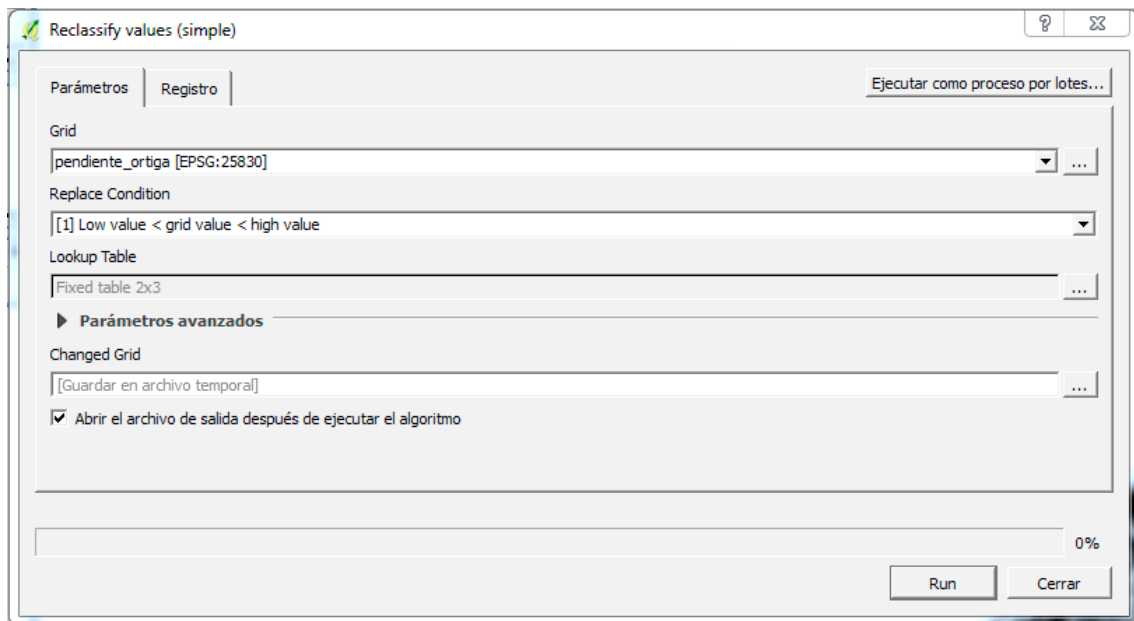 Reclassify values (simple)
Parámetros
Registro
Ejecutar como proceso por lotes...
Grid
pendiente_ortiga [EPSG:25830]
...
Replace Condition
[1] Low value < grid value < high value
Lookup Table
Fixed table 2x3
...
Parámetros avanzados
Changed Grid
[Guardar en archivo temporal]
...
Abrir el archivo de salida después de ejecutar el algoritmo
0%
Run
Cerrar